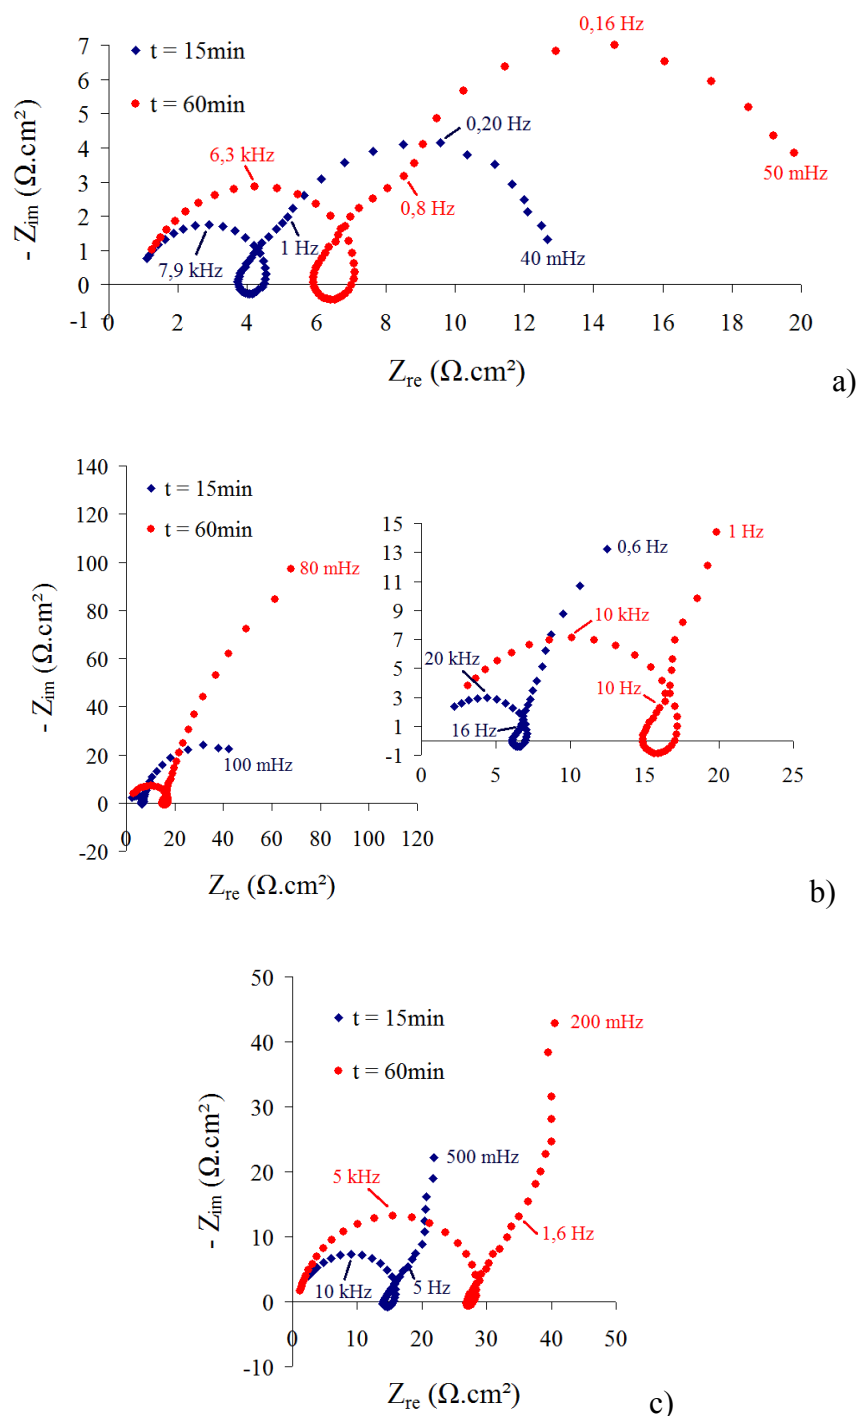 7
6
5
4
3
2
1
0
-1
- Z_im (Ω.cm²)
t = 15min
t = 60min
0,16 Hz
0,20 Hz
6,3 kHz
0,8 Hz
50 mHz
1 Hz
40 mHz
7,9 kHz
0 2 4 6 8 10 12 14 16 18 20
Z_re (Ω.cm²)
a)
140
120
100
80
60
40
20
0
-20
- Z_im (Ω.cm²)
t = 15min
t = 60min
80 mHz
100 mHz
0 20 40 60 80 100 120
Z_re (Ω.cm²)
15
13
11
9
7
5
3
1
-1
1 Hz
0,6 Hz
10 kHz
20 kHz
10 Hz
16 Hz
0 5 10 15 20 25
b)
50
40
30
20
10
0
-10
- Z_im (Ω.cm²)
t = 15min
t = 60min
200 mHz
500 mHz
5 kHz
1,6 Hz
10 kHz
5 Hz
0 10 20 30 40 50
Z_re (Ω.cm²)
c)